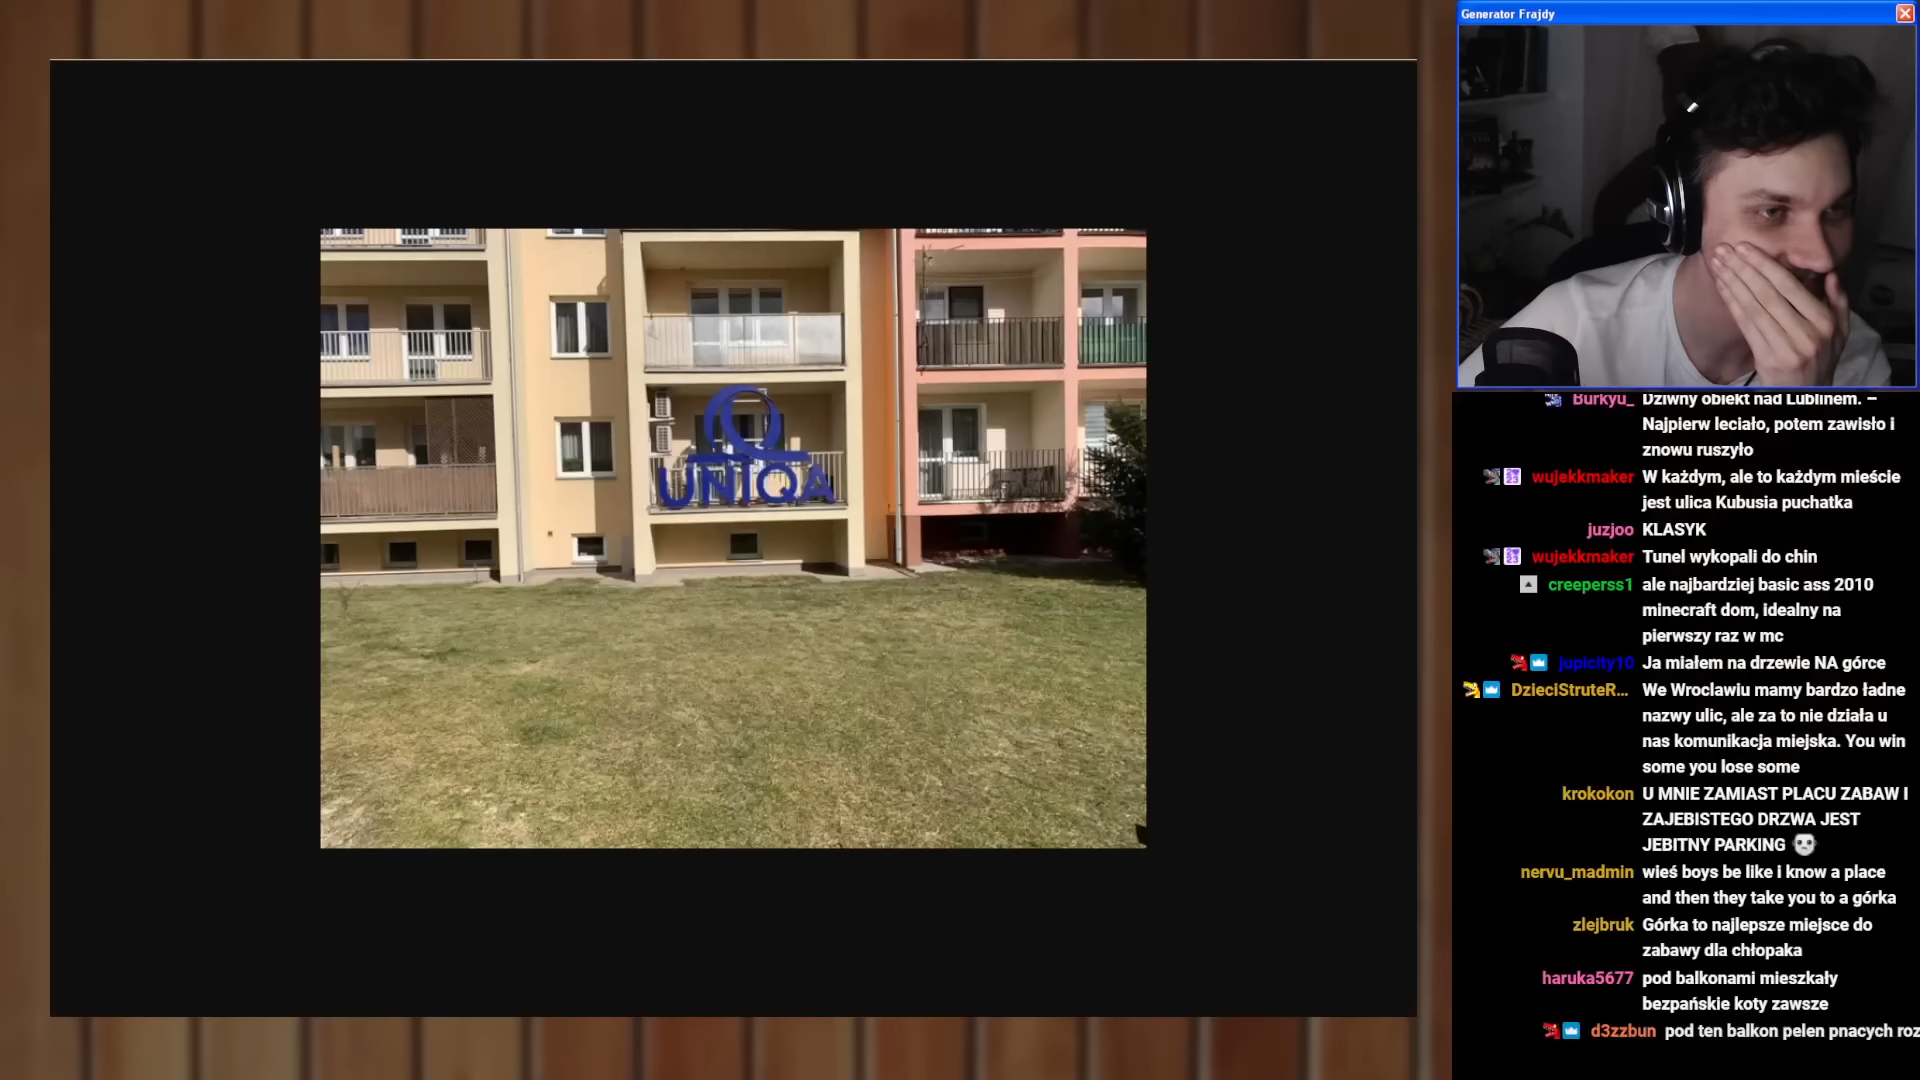 Generator Frajdy
UNIQA
Burkyu_ Dziwny obiekt nad Lublinem. –
Najpierw leciało, potem zawisło i
znowu ruszyło
wujekkmaker W każdym, ale to każdym mieście
jest ulica Kubusia puchatka
juzjoo KLASYK
wujekkmaker Tunel wykopali do chin
creeperss1 ale najbardziej basic ass 2010
minecraft dom, idealny na
pierwszy raz w mc
jupicity10 Ja miałem na drzewie NA górce
DzieciStruteR... We Wroclawiu mamy bardzo ładne
nazwy ulic, ale za to nie działa u
nas komunikacja miejska. You win
some you lose some
krokokon U MNIE ZAMIAST PLACU ZABAW I
ZAJEBISTEGO DRZWA JEST
JEBITNY PARKING
nervu_madmin wieś boys be like i know a place
and then they take you to a górka
zlejbruk Górka to najlepsze miejsce do
zabawy dla chłopaka
haruka5677 pod balkonami mieszkały
bezpańskie koty zawsze
d3zzbun pod ten balkon pelen pnacych roz